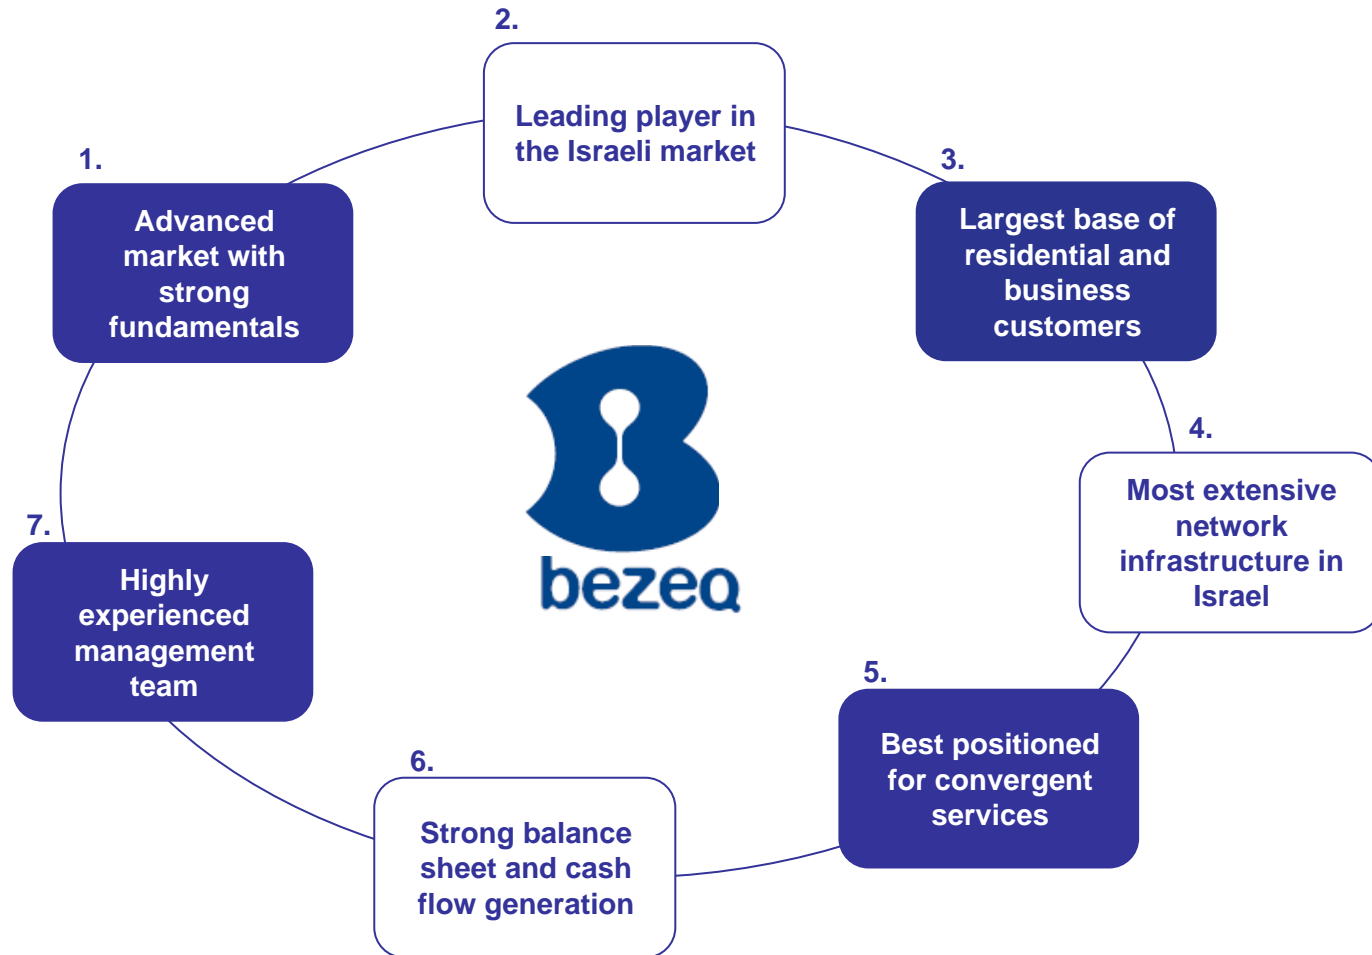 1.
Advanced
market with
strong
fundamentals
2.
Leading player in
the Israeli market
3.
Largest base of
residential and
business
customers
4.
Most extensive
network
infrastructure in
Israel
5.
Best positioned
for convergent
services
6.
Strong balance
sheet and cash
flow generation
7.
Highly
experienced
management
team
bezeq